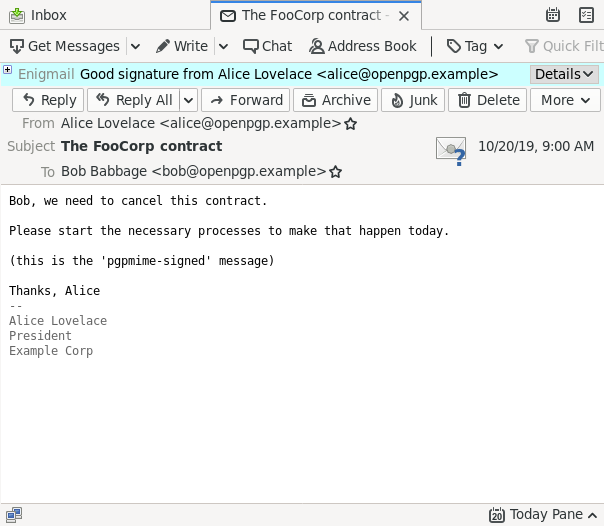 Inbox
The FooCorp contract -
Get Messages Write Chat Address Book Tag Quick Filt
Enigmail Good signature from Alice Lovelace <alice@openpgp.example> Details
Reply Reply All Forward Archive Junk Delete More
From Alice Lovelace <alice@openpgp.example>
Subject The FooCorp contract 10/20/19, 9:00 AM
To Bob Babbage <bob@openpgp.example>
Bob, we need to cancel this contract.
Please start the necessary processes to make that happen today.
(this is the 'pgpmime-signed' message)
Thanks, Alice
--
Alice Lovelace
President
Example Corp
20 Today Pane